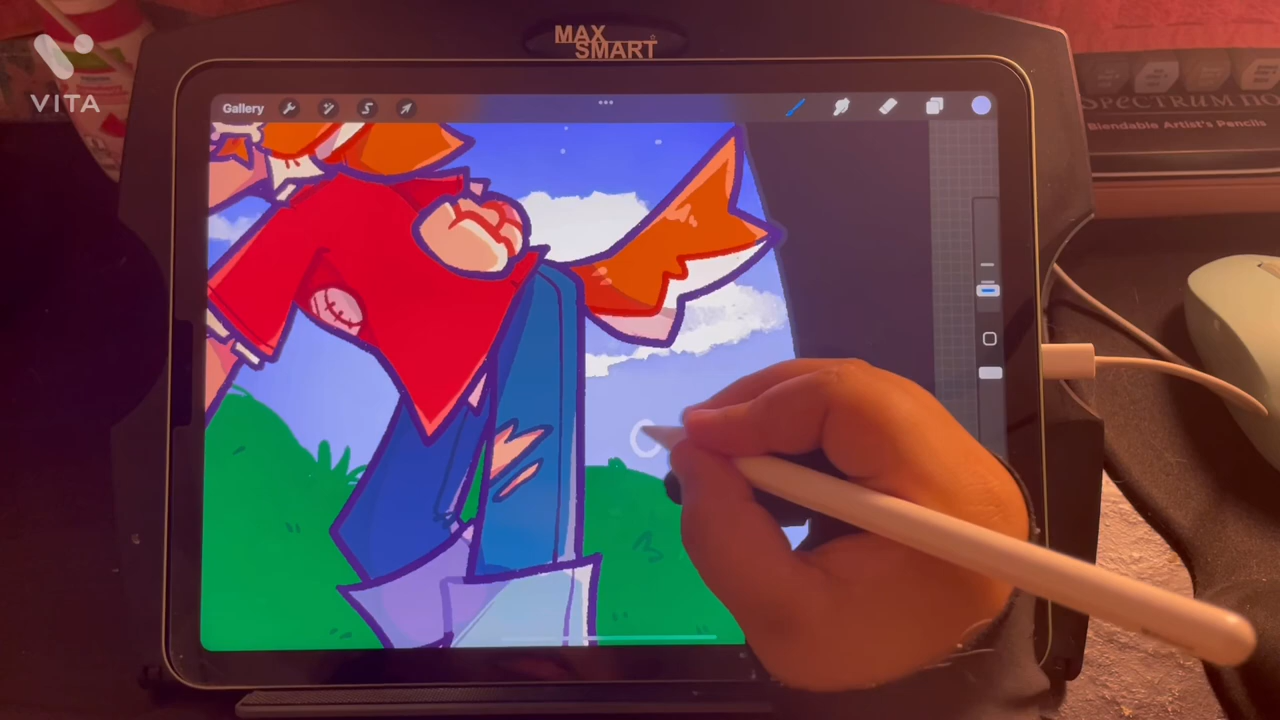 VITA
MAX
SMART
Gallery
SPECTRUM NO
Blendable Artist's Pencils